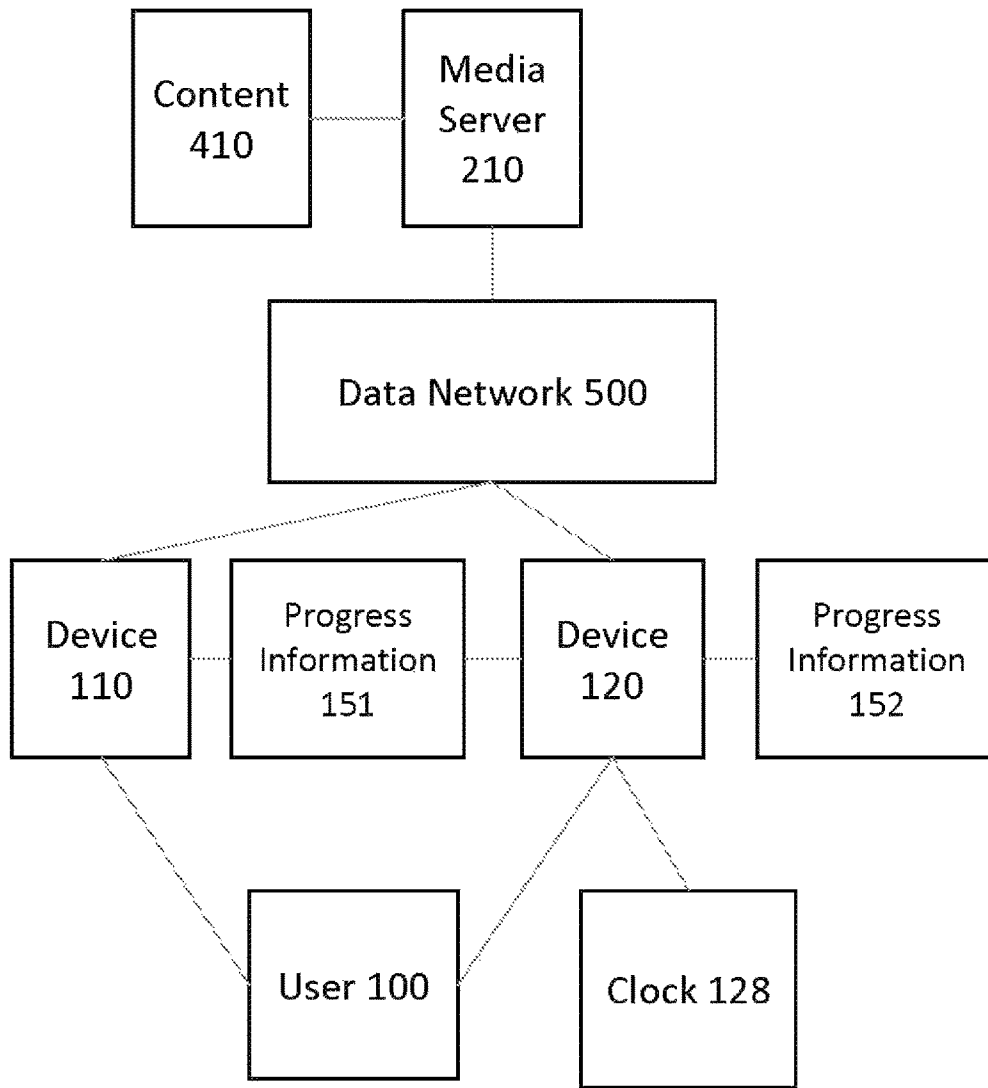 Content
410
Media
Server
210
Data Network 500
Device
110
Progress
Information
151
Device
120
Progress
Information
152
User 100
Clock 128